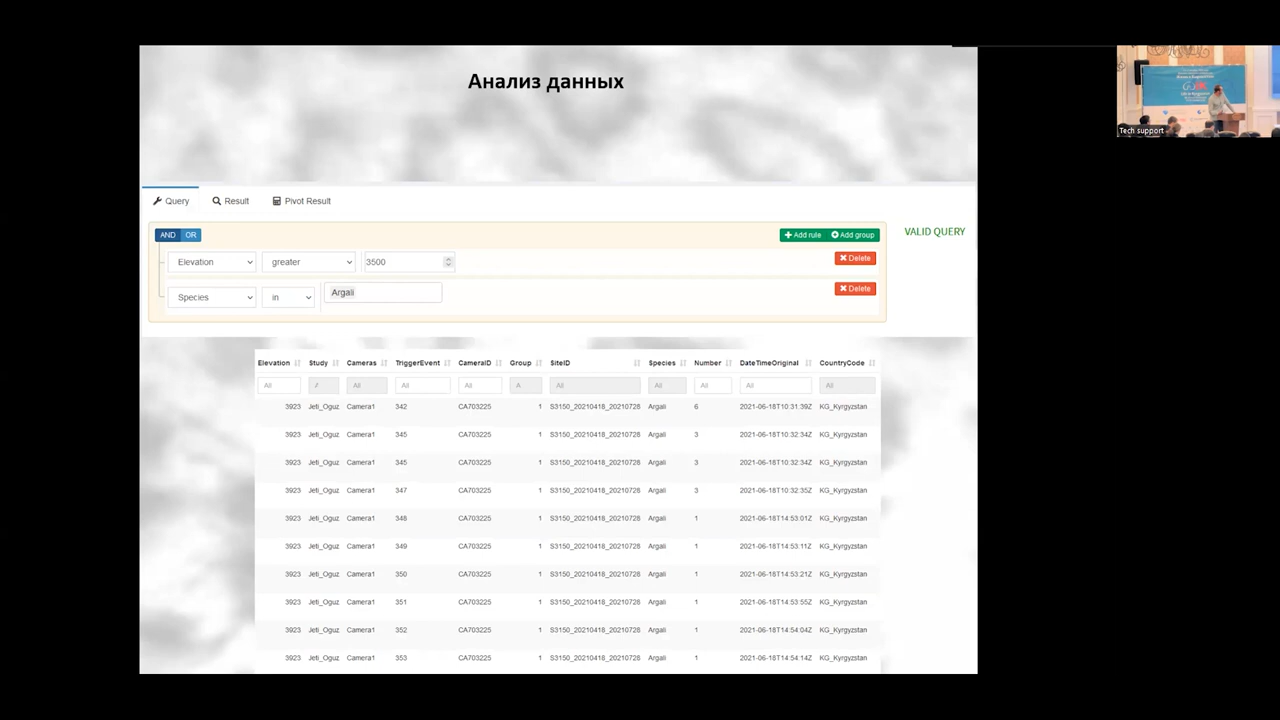 Анализ данных
Query Result Pivot Result
AND OR Add rule Add group VALID QUERY
Elevation greater 3500 Delete
Species in Argali Delete
Elevation Study Cameras TriggerEvent CameraID Group SiteID Species Number DateTimeOriginal CountryCode
All A All All All A All All All All All
3923 Jeti_Oguz Camera1 342 CA703225 1 S3150_20210418_20210728 Argali 6 2021-06-18T10:31:39Z KG_Kyrgyzstan
3923 Jeti_Oguz Camera1 345 CA703225 1 S3150_20210418_20210728 Argali 3 2021-06-18T10:32:34Z KG_Kyrgyzstan
3923 Jeti_Oguz Camera1 345 CA703225 1 S3150_20210418_20210728 Argali 3 2021-06-18T10:32:34Z KG_Kyrgyzstan
3923 Jeti_Oguz Camera1 347 CA703225 1 S3150_20210418_20210728 Argali 3 2021-06-18T10:32:35Z KG_Kyrgyzstan
3923 Jeti_Oguz Camera1 348 CA703225 1 S3150_20210418_20210728 Argali 1 2021-06-18T14:53:01Z KG_Kyrgyzstan
3923 Jeti_Oguz Camera1 349 CA703225 1 S3150_20210418_20210728 Argali 1 2021-06-18T14:53:11Z KG_Kyrgyzstan
3923 Jeti_Oguz Camera1 350 CA703225 1 S3150_20210418_20210728 Argali 1 2021-06-18T14:53:21Z KG_Kyrgyzstan
3923 Jeti_Oguz Camera1 351 CA703225 1 S3150_20210418_20210728 Argali 1 2021-06-18T14:53:55Z KG_Kyrgyzstan
3923 Jeti_Oguz Camera1 352 CA703225 1 S3150_20210418_20210728 Argali 1 2021-06-18T14:54:04Z KG_Kyrgyzstan
3923 Jeti_Oguz Camera1 353 CA703225 1 S3150_20210418_20210728 Argali 1 2021-06-18T14:54:14Z KG_Kyrgyzstan
Tech support